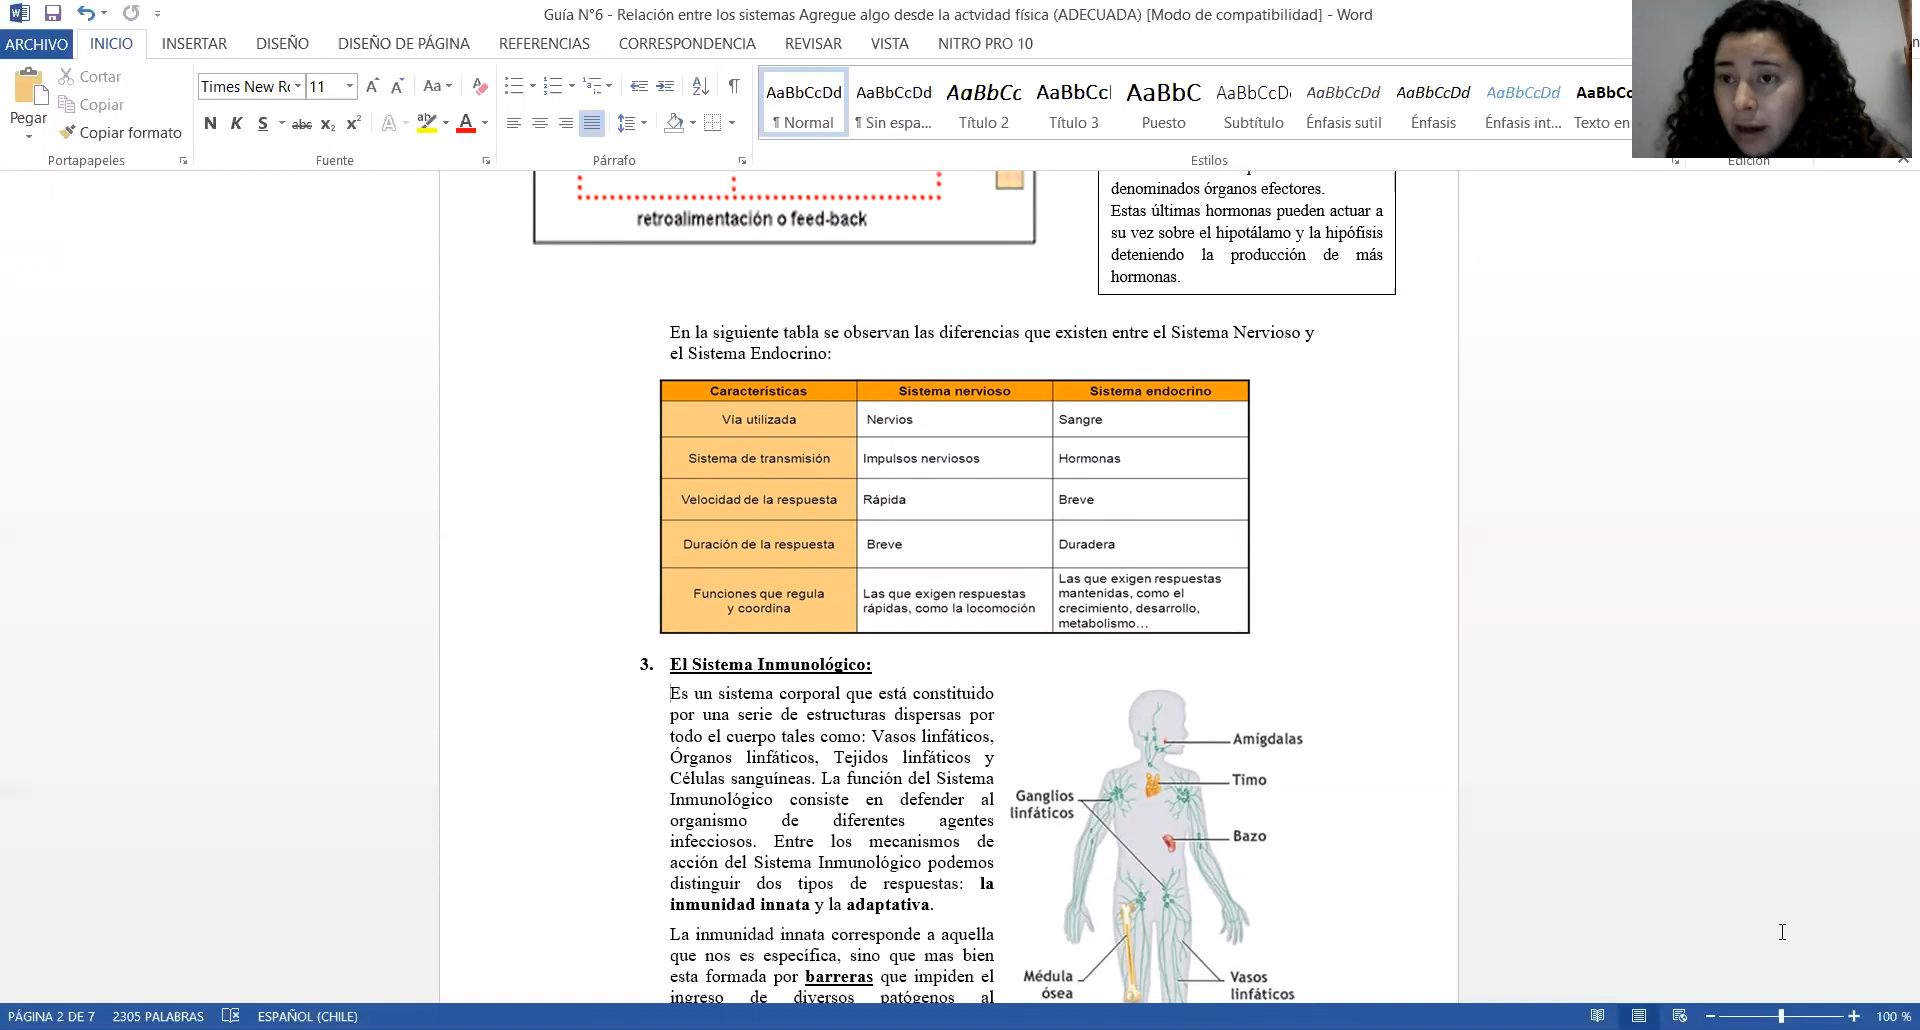 Guía N°6 - Relación entre los sistemas Agregue algo desde la actvidad física (ADECUADA) [Modo de compatibilidad] - Word
ARCHIVO INICIO INSERTAR DISEÑO DISEÑO DE PÁGINA REFERENCIAS CORRESPONDENCIA REVISAR VISTA NITRO PRO 10
Pegar
Cortar
Copiar
Copiar formato
Portapapeles
Times New Rc 11
Fuente
Párrafo
AaBbCcDd AaBbCcDd AaBbCc AaBbCcI AaBbC AaBbCcD AaBbCcDd AaBbCcDd AaBbCcDd AaBbCc
¶ Normal ¶ Sin espa... Título 2 Título 3 Puesto Subtítulo Énfasis sutil Énfasis Énfasis int... Texto en
Estilos
Edición
retroalimentación o feed-back
denominados órganos efectores.
Estas últimas hormonas pueden actuar a
su vez sobre el hipotálamo y la hipófisis
deteniendo la producción de más
hormonas.
En la siguiente tabla se observan las diferencias que existen entre el Sistema Nervioso y
el Sistema Endocrino:
Características Sistema nervioso Sistema endocrino
Vía utilizada Nervios Sangre
Sistema de transmisión Impulsos nerviosos Hormonas
Velocidad de la respuesta Rápida Breve
Duración de la respuesta Breve Duradera
Funciones que regula
y coordina
Las que exigen respuestas
rápidas, como la locomoción
Las que exigen respuestas
mantenidas, como el
crecimiento, desarrollo,
metabolismo…
3. El Sistema Inmunológico:
Es un sistema corporal que está constituido
por una serie de estructuras dispersas por
todo el cuerpo tales como: Vasos linfáticos,
Órganos linfáticos, Tejidos linfáticos y
Células sanguíneas. La función del Sistema
Inmunológico consiste en defender al
organismo de diferentes agentes
infecciosos. Entre los mecanismos de
acción del Sistema Inmunológico podemos
distinguir dos tipos de respuestas: la
inmunidad innata y la adaptativa.
La inmunidad innata corresponde a aquella
que nos es específica, sino que mas bien
esta formada por barreras que impiden el
ingreso de diversos patógenos al
Amígdalas
Timo
Ganglios
linfáticos
Bazo
Médula
ósea
Vasos
linfáticos
PÁGINA 2 DE 7 2305 PALABRAS ESPAÑOL (CHILE) 100 %